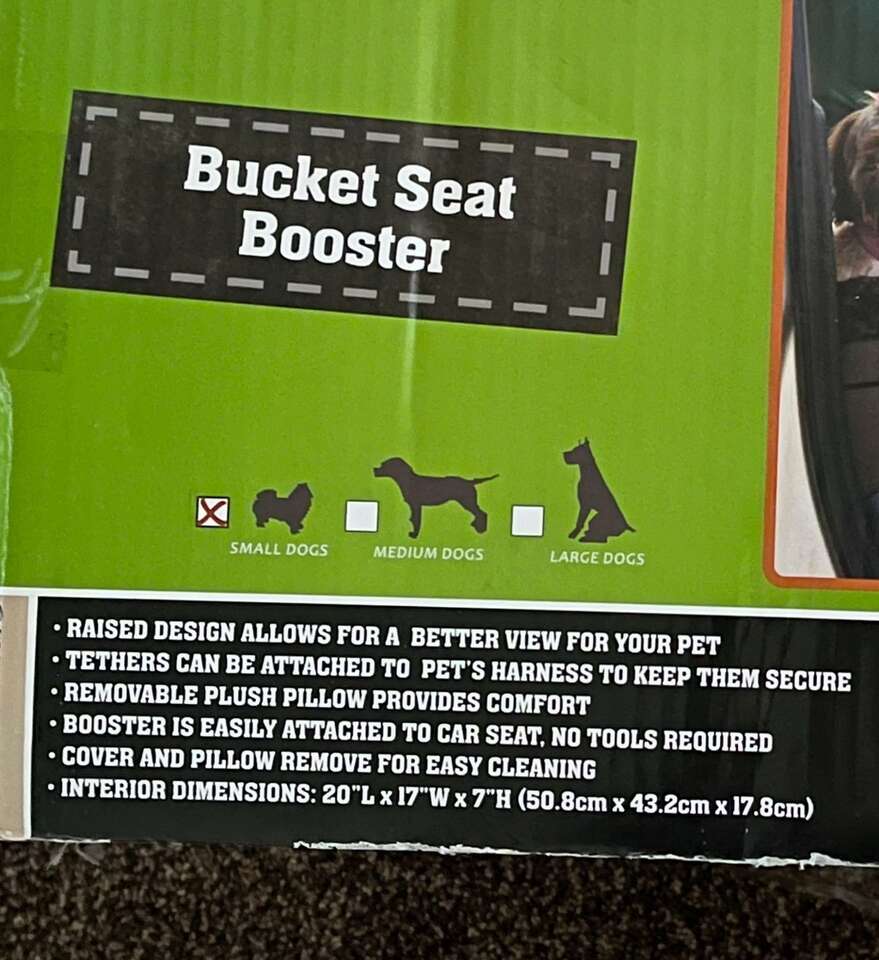 Bucket Seat
Booster
SMALL DOGS
MEDIUM DOGS
LARGE DOGS
• RAISED DESIGN ALLOWS FOR A BETTER VIEW FOR YOUR PET
• TETHERS CAN BE ATTACHED TO PET'S HARNESS TO KEEP THEM SECURE
• REMOVABLE PLUSH PILLOW PROVIDES COMFORT
• BOOSTER IS EASILY ATTACHED TO CAR SEAT, NO TOOLS REQUIRED
• COVER AND PILLOW REMOVE FOR EASY CLEANING
• INTERIOR DIMENSIONS: 20"L x 17"W x 7"H (50.8cm x 43.2cm x 17.8cm)